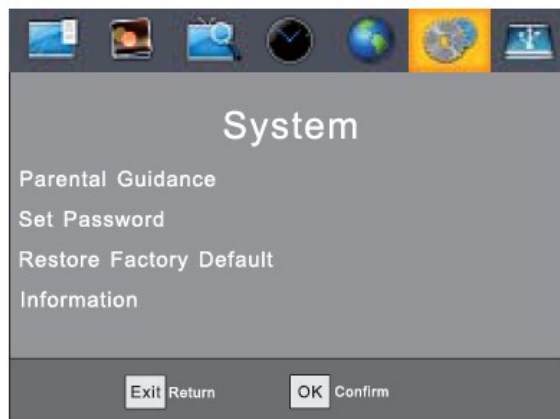 System
Parental Guidance
Set Password
Restore Factory Default
Information
Exit Return OK Confirm